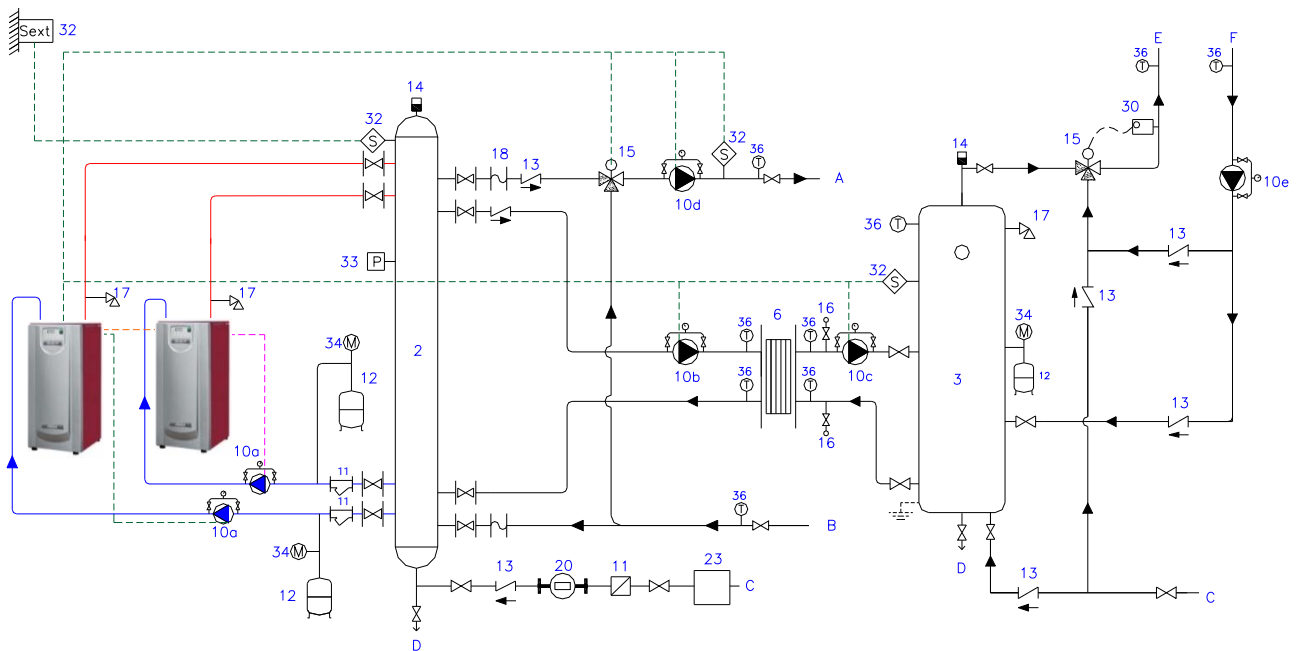 Sext 32
E F
36 T 36 T
14
30
32 S
32 S
15
14
15
18 13
36 T
A
10d
10e
17
36 T
13
33 P
32 S
17 17
13
34 M
2
36 T 6 36 T 16
34 M
12
10b 10c
3
12
36 T 36 T
13
16
10a
11
11
36 T
10a
B
34 M
D
12
13 20 11 23 C
13
C
D